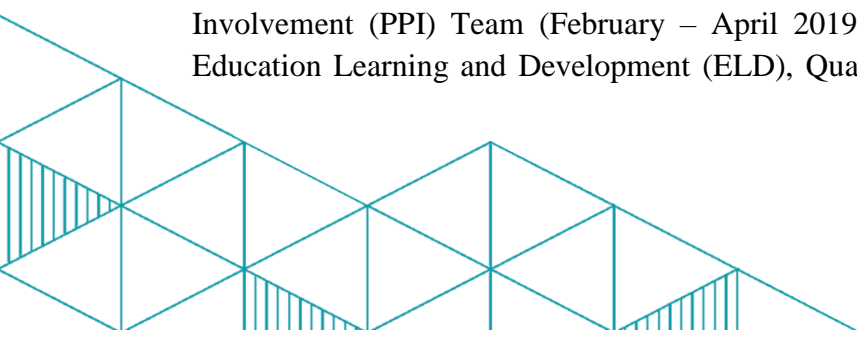 Involvement (PPI) Team (February – April 2019
Education Learning and Development (ELD), Qua